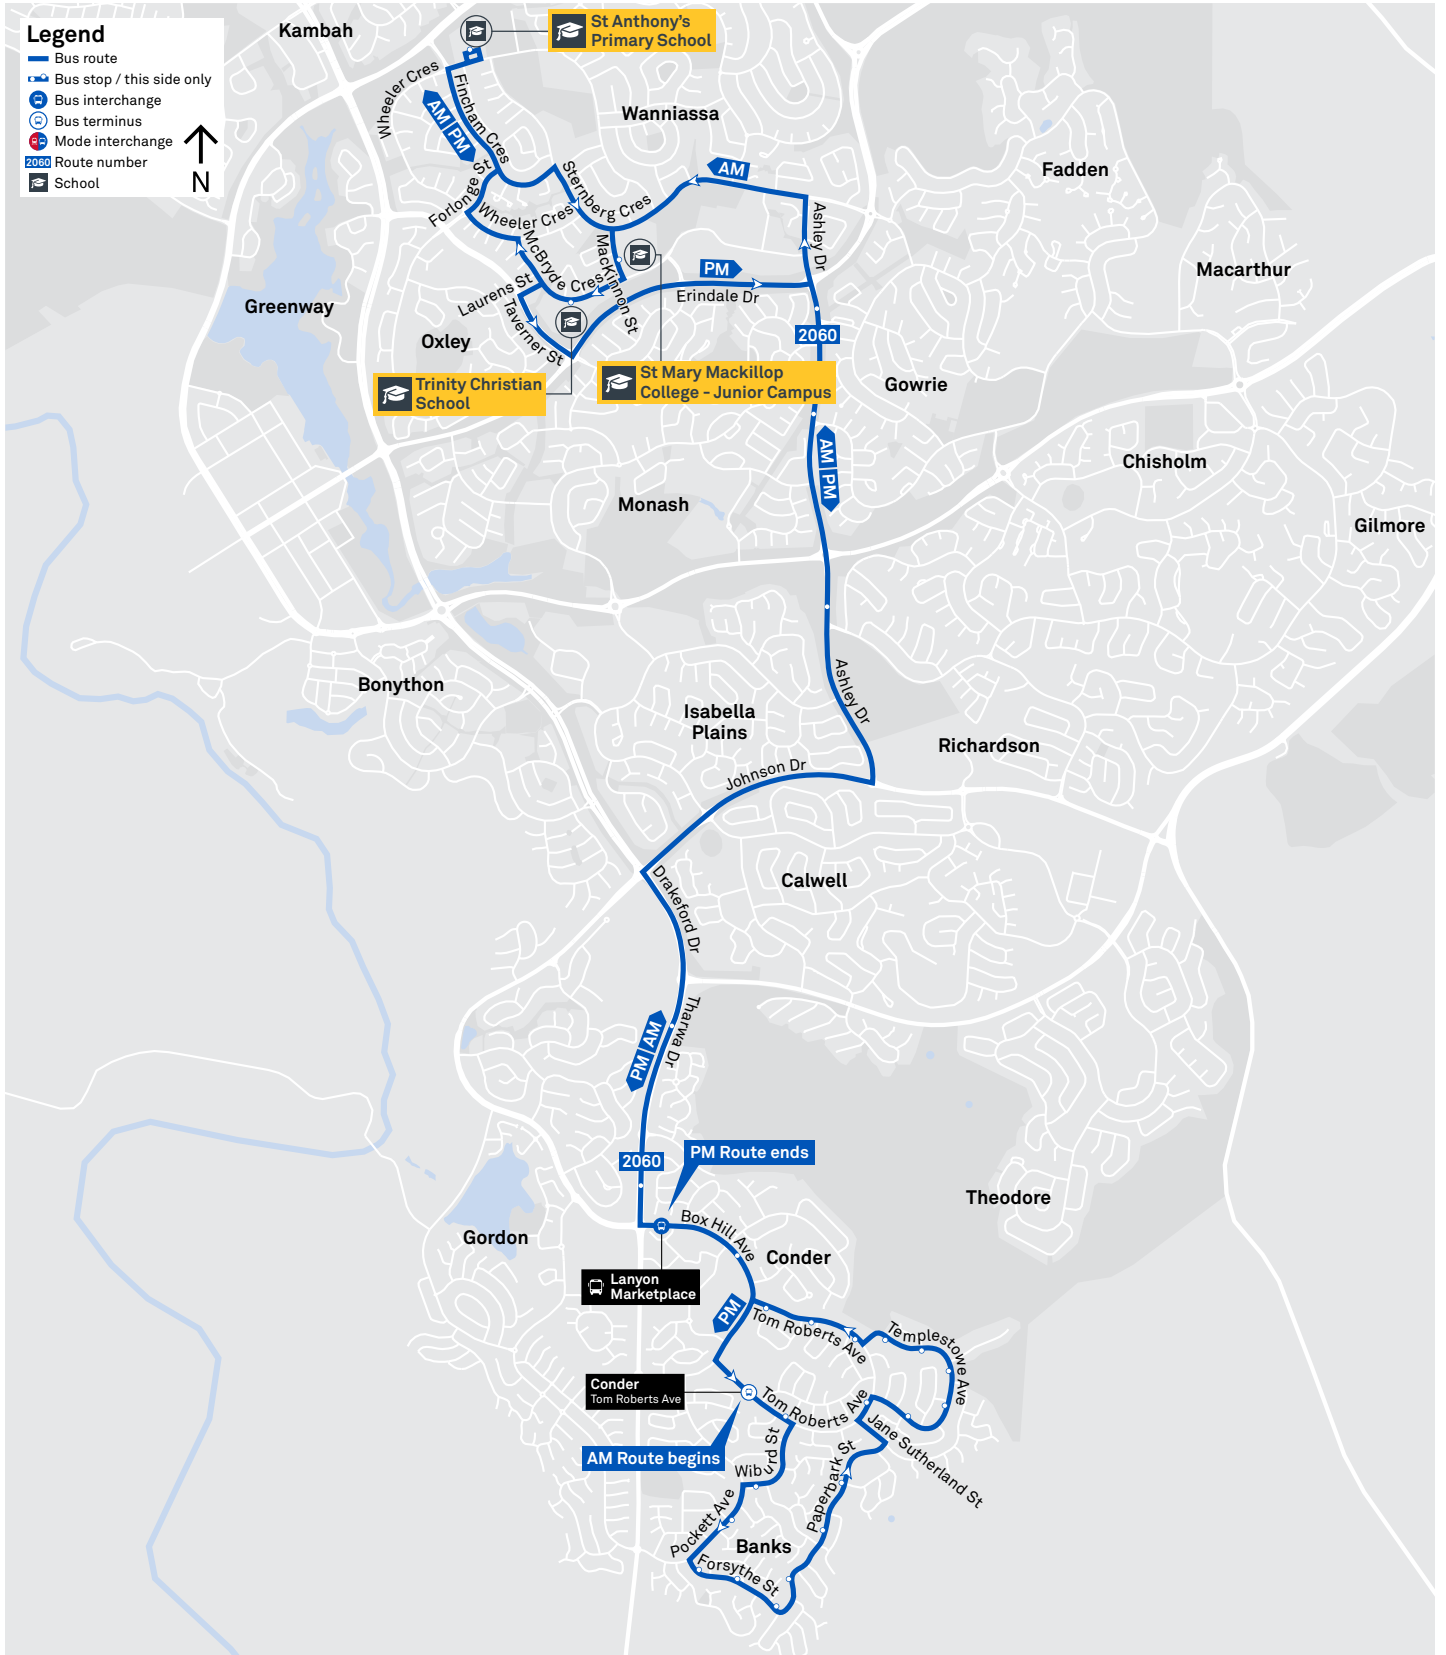 Legend
Bus route
Bus stop / this side only
Bus interchange
Bus terminus
Mode interchange
2060 Route number
School
N
Kambah
St Anthony's
Primary School
Wheeler Cres
Fincham Cres
AM | PM
Wanniassa
Fadden
AM
Sternberg Cres
Forlonge St
Wheeler Cres
Ashley Dr
Macarthur
McBryde Cres
MacKinnon St
PM
Erindale Dr
Laurens St
Taverner St
Greenway
Oxley
2060
Trinity Christian
School
St Mary Mackillop
College - Junior Campus
Gowrie
AM | PM
Chisholm
Monash
Gilmore
Bonython
Ashley Dr
Isabella
Plains
Richardson
Johnson Dr
Calwell
Drakeford Dr
Tharwa Dr
PM | AM
2060
PM Route ends
Theodore
Gordon
Box Hill Ave
Conder
Lanyon
Marketplace
PM
Tom Roberts Ave
Templestowe Ave
Conder
Tom Roberts Ave
Tom Roberts Ave
Jane Sutherland St
AM Route begins
Wiburd St
Paperbark St
Pockett Ave
Banks
Forsythe St